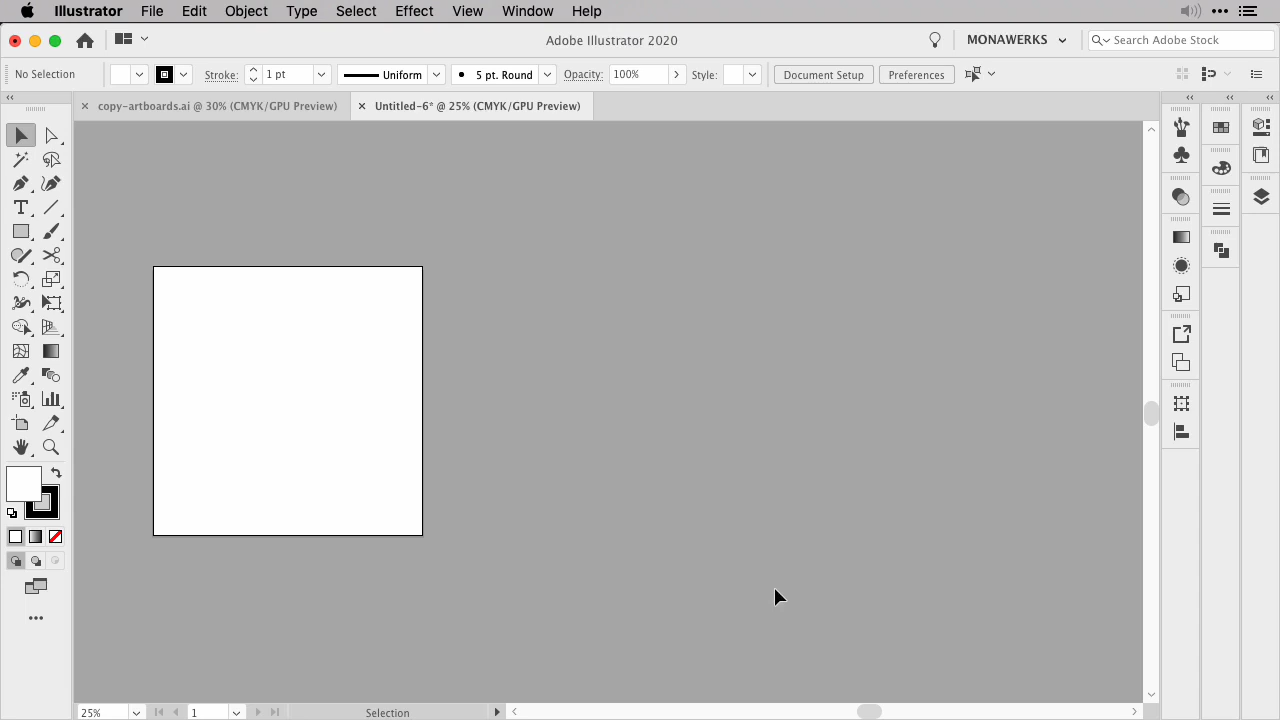 Illustrator File Edit Object Type Select Effect View Window Help
Adobe Illustrator 2020 MONAWERKS Search Adobe Stock
No Selection Stroke: 1 pt Uniform 5 pt. Round Opacity: 100% Style: Document Setup Preferences
copy-artboards.ai @ 30% (CMYK/GPU Preview) Untitled-6* @ 25% (CMYK/GPU Preview)
25% 1 Selection